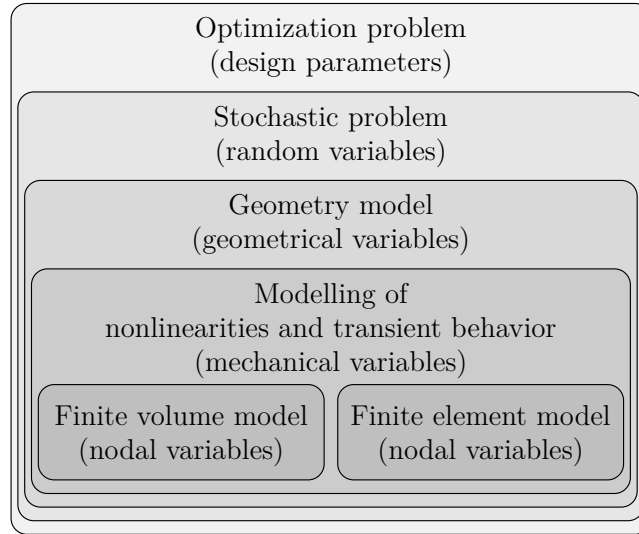 Optimization problem
(design parameters)
Stochastic problem
(random variables)
Geometry model
(geometrical variables)
Modelling of
nonlinearities and transient behavior
(mechanical variables)
Finite volume model
(nodal variables)
Finite element model
(nodal variables)